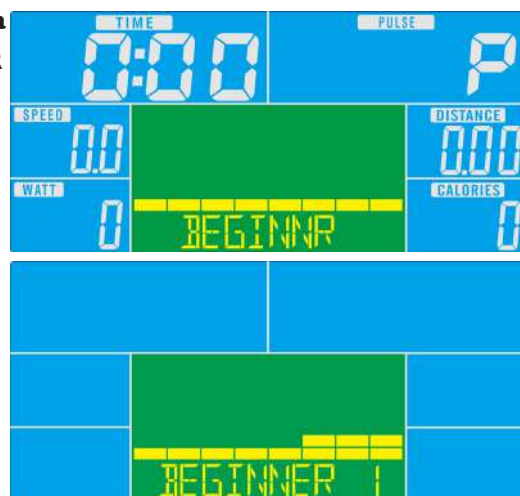 TIME PULSE
0:00 P
SPEED DISTANCE
0.0 0.00
WATT CALORIES
0 0
BEGINNR
BEGINNER 1